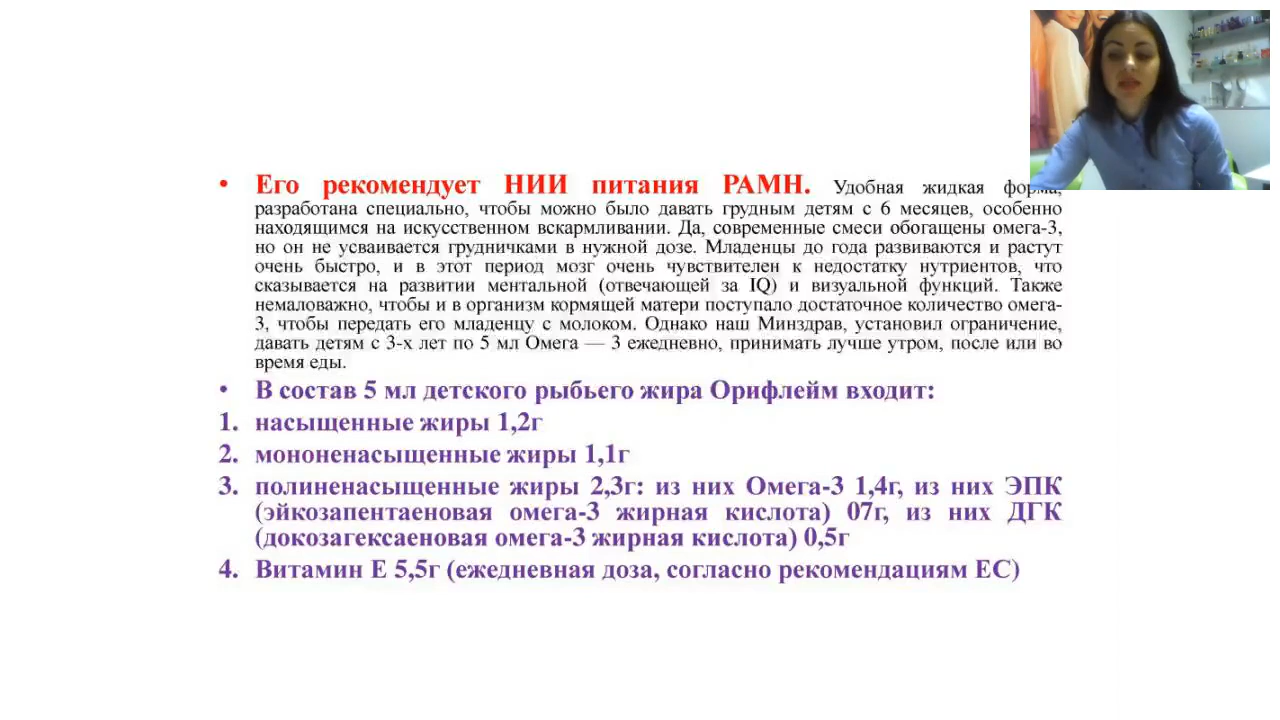 • Его рекомендует НИИ питания РАМН. Удобная жидкая форма,
разработана специально, чтобы можно было давать грудным детям с 6 месяцев, особенно
находящимся на искусственном вскармливании. Да, современные смеси обогащены омега-3,
но он не усваивается грудничками в нужной дозе. Младенцы до года развиваются и растут
очень быстро, и в этот период мозг очень чувствителен к недостатку нутриентов, что
сказывается на развитии ментальной (отвечающей за IQ) и визуальной функций. Также
немаловажно, чтобы и в организм кормящей матери поступало достаточное количество омега-
3, чтобы передать его младенцу с молоком. Однако наш Минздрав, установил ограничение,
давать детям с 3-х лет по 5 мл Омега — 3 ежедневно, принимать лучше утром, после или во
время еды.
• В состав 5 мл детского рыбьего жира Орифлейм входит:
1. насыщенные жиры 1,2г
2. мононенасыщенные жиры 1,1г
3. полиненасыщенные жиры 2,3г: из них Омега-3 1,4г, из них ЭПК
(эйкозапентаеновая омега-3 жирная кислота) 07г, из них ДГК
(докозагексаеновая омега-3 жирная кислота) 0,5г
4. Витамин Е 5,5г (ежедневная доза, согласно рекомендациям ЕС)